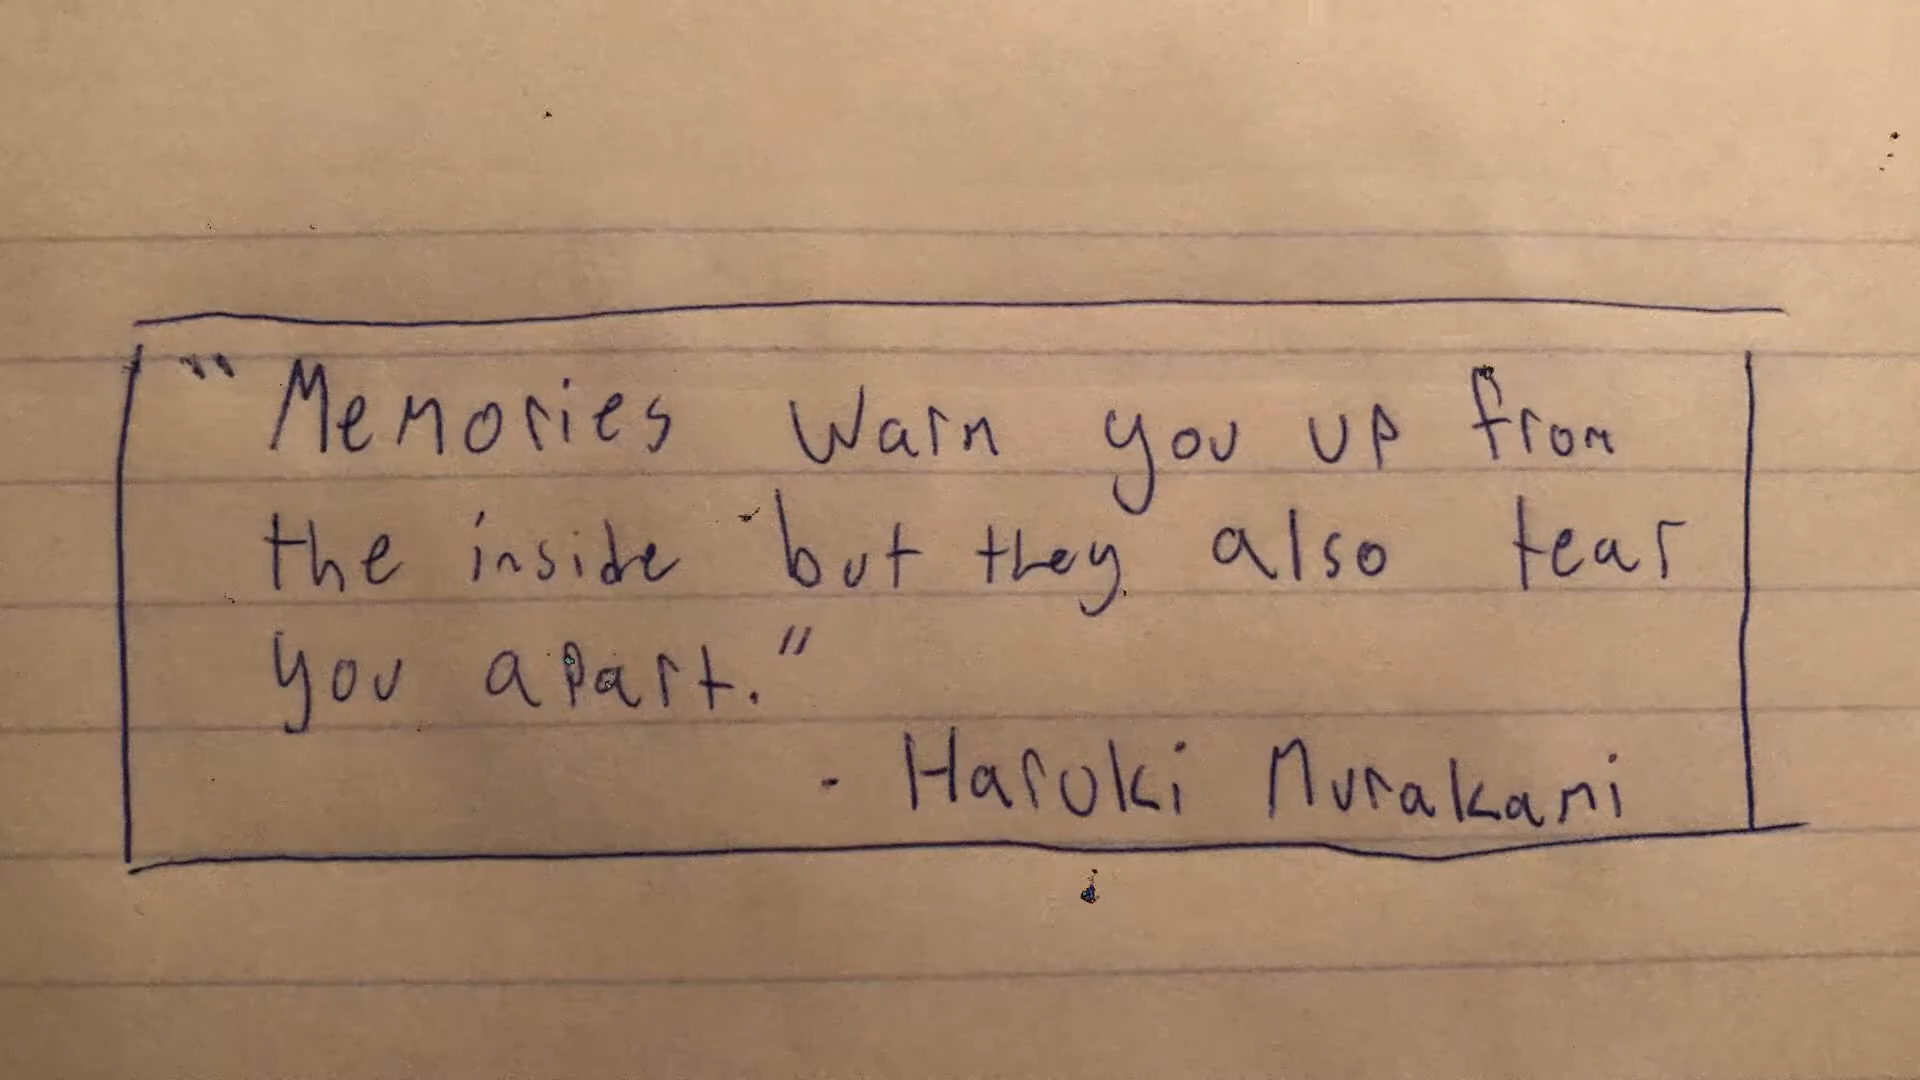 "Memories warm you up from
the inside but they also tear
you apart."
- Haruki Murakami